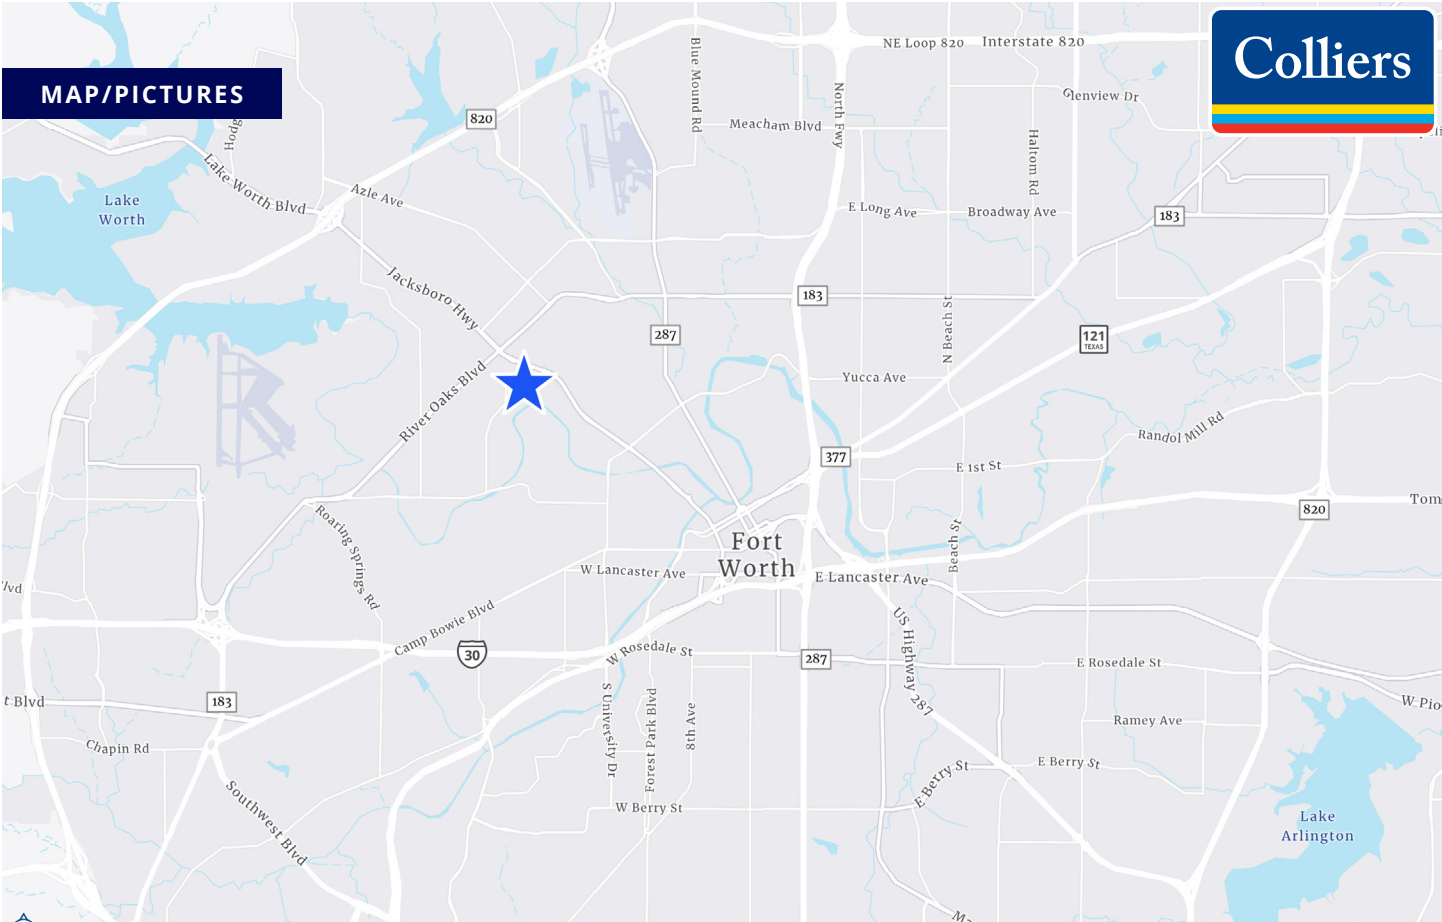 MAP/PICTURES
Colliers
NE Loop 820
Interstate 820
Blue Mound Rd
North Fwy
Glenview Dr
820
Meacham Blvd
Haltom Rd
Lake Worth Blvd
Azle Ave
Lake
Worth
E Long Ave
Broadway Ave
183
Jacksboro Hwy
183
287
N Beach St
121
TEXAS
River Oaks Blvd
Yucca Ave
Randol Mill Rd
377
E 1st St
820
Tom
Roaring Springs Rd
Fort
Worth
Beach St
W Lancaster Ave
E Lancaster Ave
lvd
Camp Bowie Blvd
US Highway 287
30
W Rosedale St
287
E Rosedale St
t Blvd
183
S University Dr
Forest Park Blvd
8th Ave
W Pio
Ramey Ave
Chapin Rd
E Berry St
E Berry St
Southwest Blvd
W Berry St
Lake
Arlington